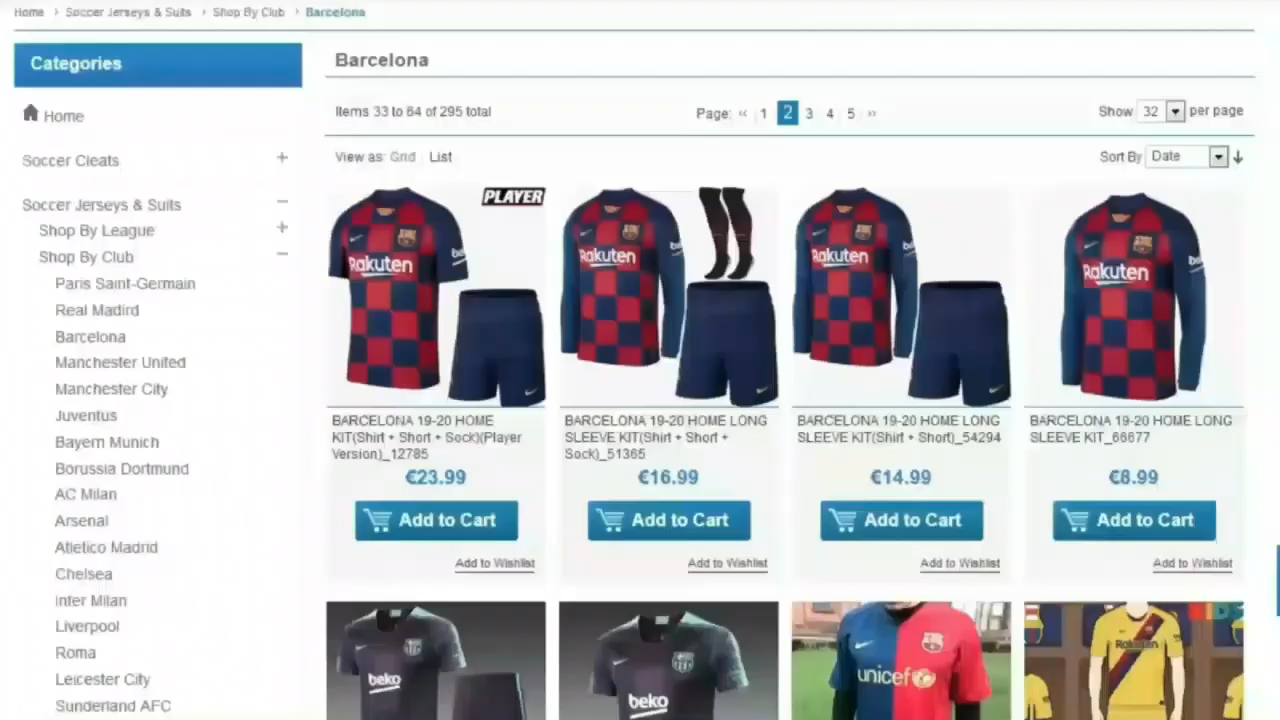 Home > Soccer Jerseys & Suits > Shop By Club > Barcelona
Categories
Home
Soccer Cleats +
Soccer Jerseys & Suits −
Shop By League +
Shop By Club −
Paris Saint-Germain
Real Madird
Barcelona
Manchester United
Manchester City
Juventus
Bayern Munich
Borussia Dortmund
AC Milan
Arsenal
Atletico Madrid
Chelsea
Inter Milan
Liverpool
Roma
Leicester City
Sunderland AFC
Barcelona
Items 33 to 64 of 295 total
Page: « 1 2 3 4 5 »
Show 32 per page
View as: Grid List
Sort By Date
PLAYER
Rakuten
beko
BARCELONA 19-20 HOME
KIT(Shirt + Short + Sock)(Player
Version)_12785
€23.99
Add to Cart
Add to Wishlist
Rakuten
BARCELONA 19-20 HOME LONG
SLEEVE KIT(Shirt + Short +
Sock)_51365
€16.99
Add to Cart
Add to Wishlist
Rakuten
BARCELONA 19-20 HOME LONG
SLEEVE KIT(Shirt + Short)_54294
€14.99
Add to Cart
Add to Wishlist
Rakuten
BARCELONA 19-20 HOME LONG
SLEEVE KIT_66677
€8.99
Add to Cart
Add to Wishlist
beko
beko
unicef
Rakuten